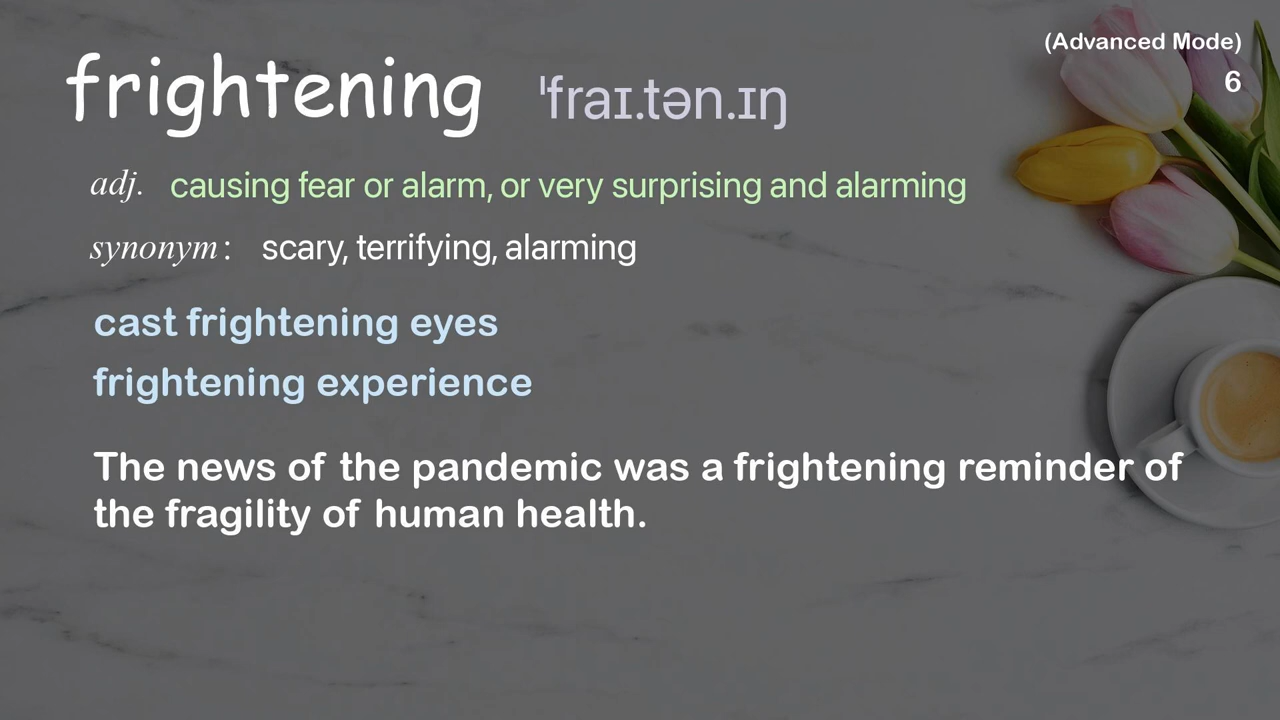 (Advanced Mode)
6
frightening ˈfraɪ.tən.ɪŋ
adj. causing fear or alarm, or very surprising and alarming
synonym: scary, terrifying, alarming
cast frightening eyes
frightening experience
The news of the pandemic was a frightening reminder of
the fragility of human health.